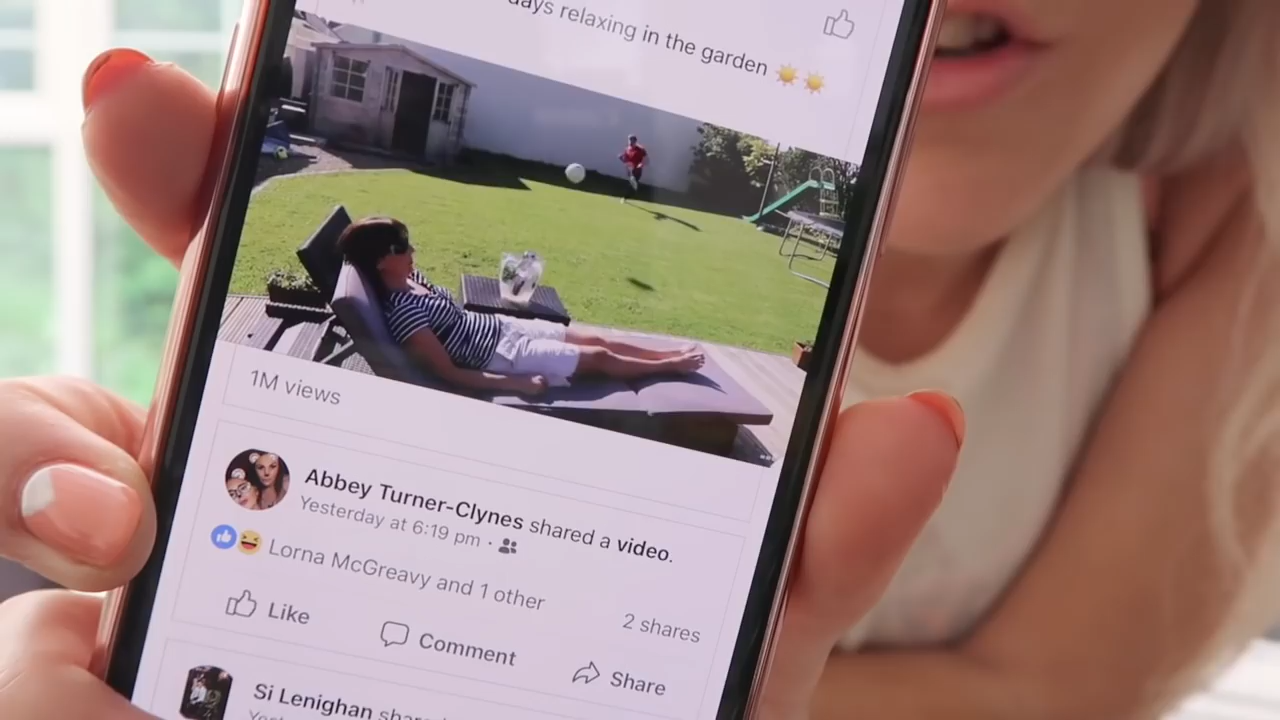 days relaxing in the garden ☀️☀️
1M views
Abbey Turner-Clynes shared a video.
Yesterday at 6:19 pm ·
Lorna McGreavy and 1 other
2 shares
Like
Comment
Share
Si Lenighan